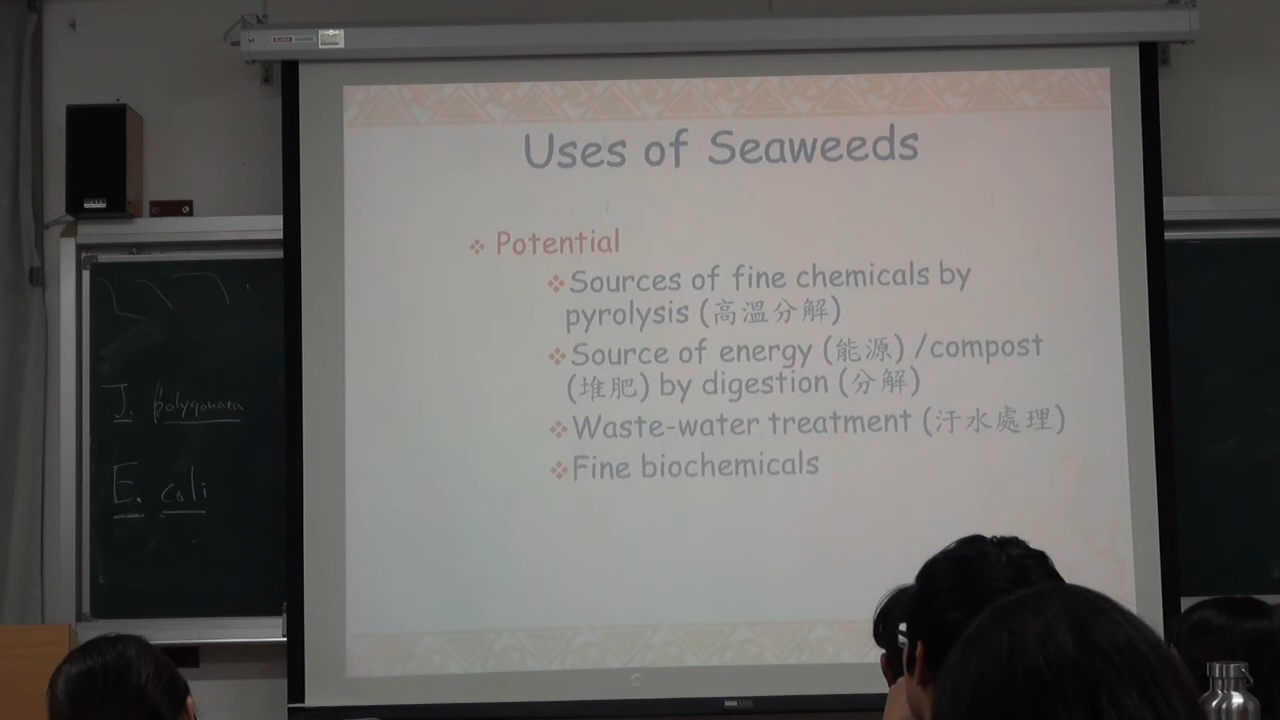 Uses of Seaweeds
❖ Potential
❖Sources of fine chemicals by
pyrolysis (高溫分解)
❖Source of energy (能源) /compost
(堆肥) by digestion (分解)
❖Waste-water treatment (汙水處理)
❖Fine biochemicals
J. polygonata
E. coli